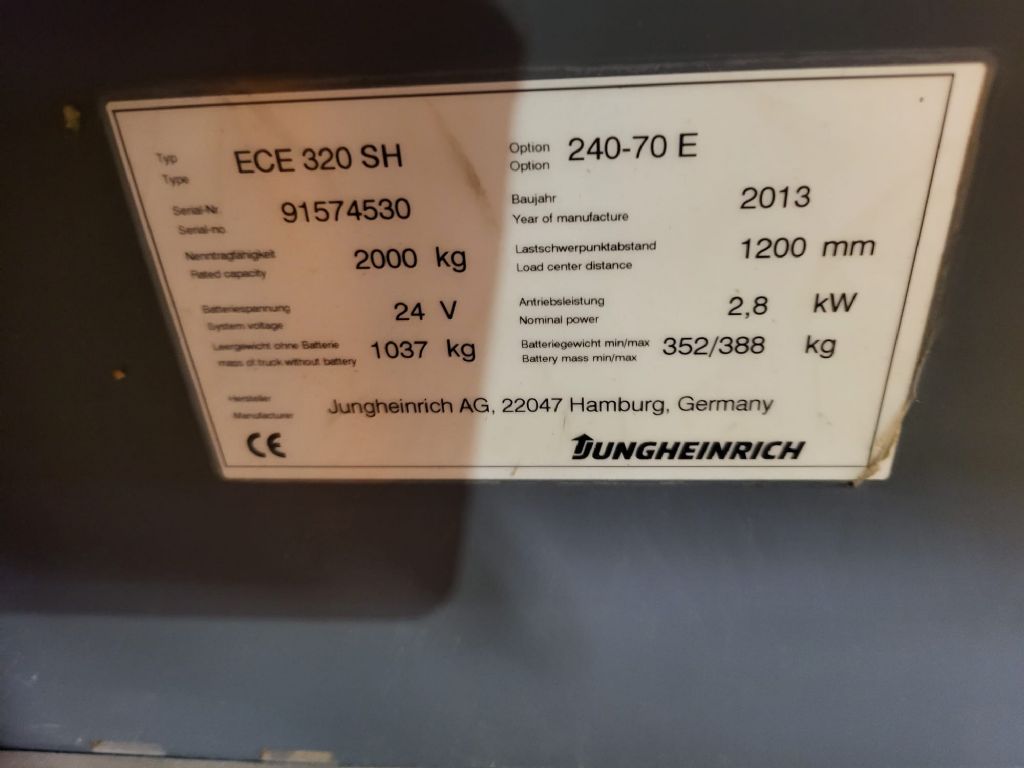 Typ
Type
ECE 320 SH
Option
Option
240-70 E
Serial-Nr.
Serial-no.
91574530
Baujahr
Year of manufacture
2013
Nenntragfähigkeit
Rated capacity
2000 kg
Lastschwerpunktabstand
Load center distance
1200 mm
Batteriespannung
System voltage
24 V
Antriebsleistung
Nominal power
2,8 kW
Leergewicht ohne Batterie
mass of truck without battery
1037 kg
Batteriegewicht min/max
Battery mass min/max
352/388 kg
Hersteller
Manufacturer
Jungheinrich AG, 22047 Hamburg, Germany
CE
JUNGHEINRICH